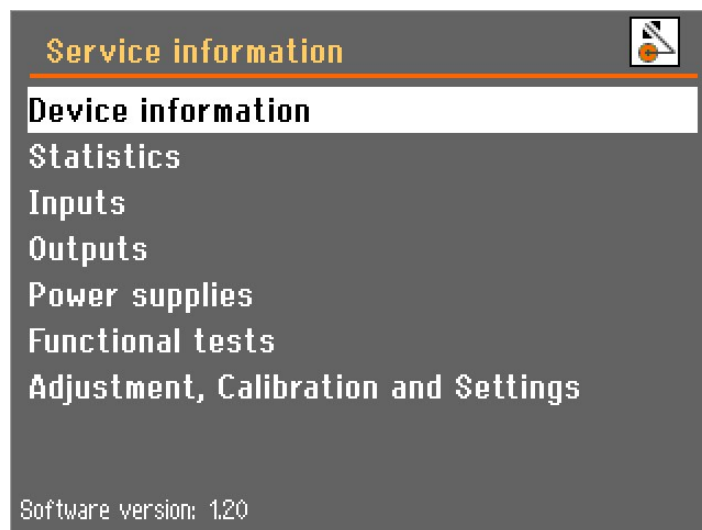 Service information
Device information
Statistics
Inputs
Outputs
Power supplies
Functional tests
Adjustment, Calibration and Settings
Software version: 1.20